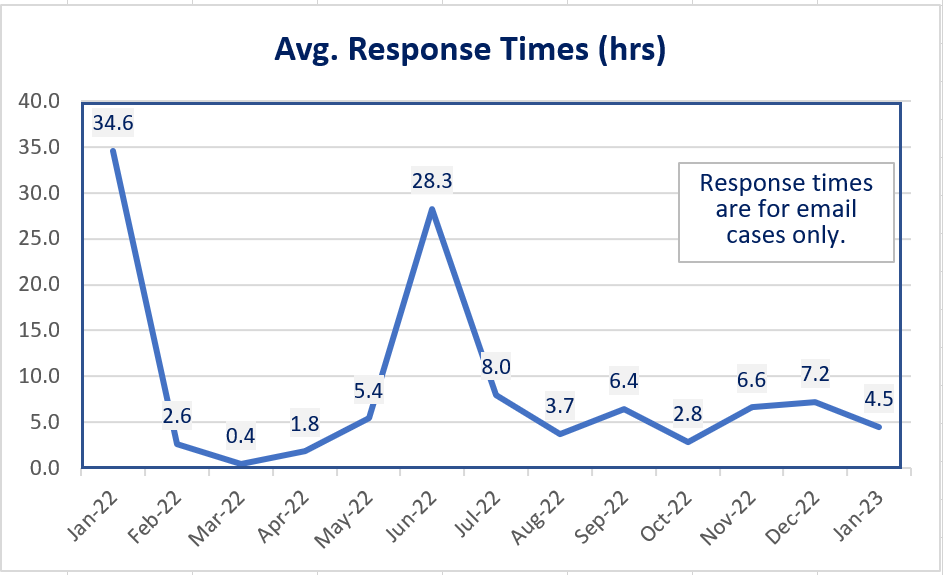 Avg. Response Times (hrs)
40.0
35.0
30.0
25.0
20.0
15.0
10.0
5.0
0.0
34.6
2.6
0.4
1.8
5.4
28.3
8.0
3.7
6.4
2.8
6.6
7.2
4.5
Response times
are for email
cases only.
Jan-22
Feb-22
Mar-22
Apr-22
May-22
Jun-22
Jul-22
Aug-22
Sep-22
Oct-22
Nov-22
Dec-22
Jan-23